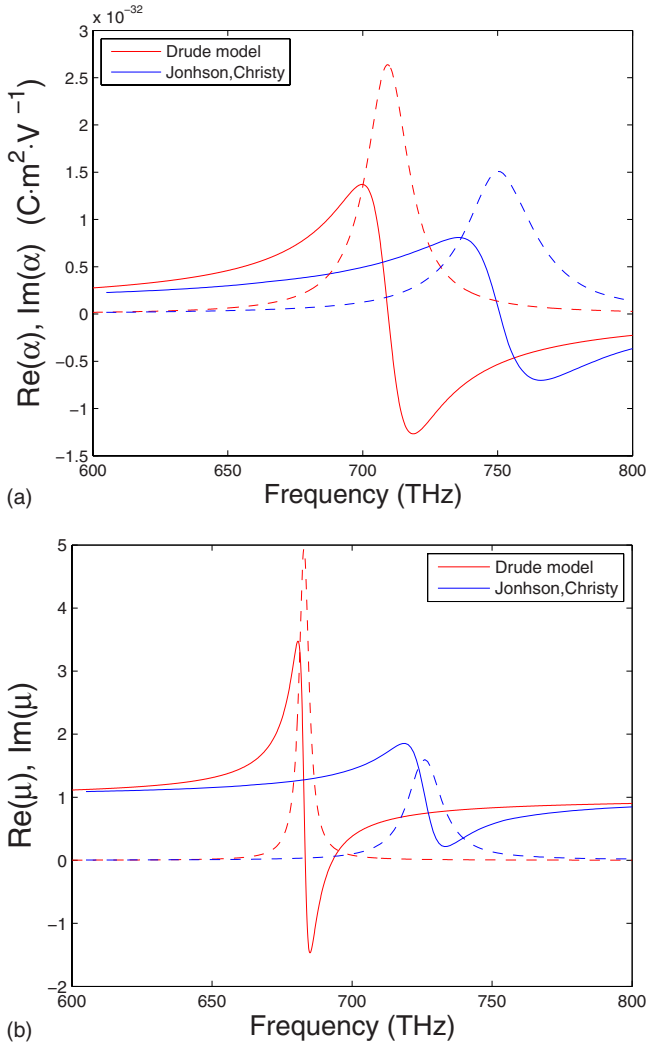 x 10⁻³²
3
2.5
2
1.5
1
0.5
0
−0.5
−1
−1.5
Re(α), Im(α) (C·m²·V⁻¹)
Drude model
Jonhson,Christy
600 650 700 750 800
Frequency (THz)
(a)
5
4
3
2
1
0
-1
-2
Re(μ), Im(μ)
Drude model
Jonhson,Christy
600 650 700 750 800
Frequency (THz)
(b)